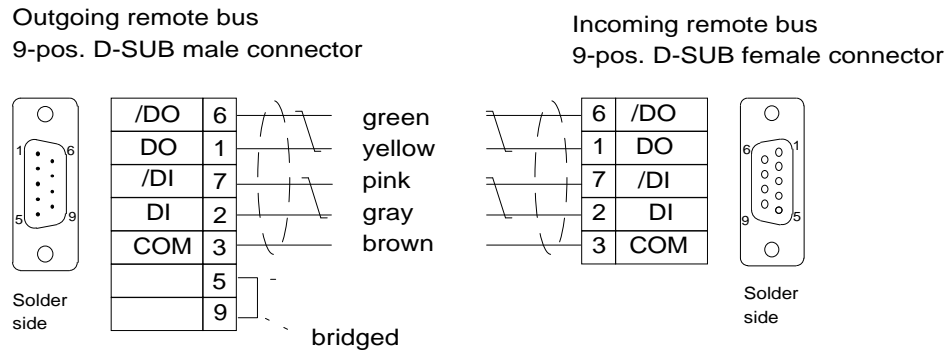 Outgoing remote bus
9-pos. D-SUB male connector
Incoming remote bus
9-pos. D-SUB female connector
1 6
5 9
Solder
side
/DO 6
DO 1
/DI 7
DI 2
COM 3
5
9
green
yellow
pink
gray
brown
bridged
6 /DO
1 DO
7 /DI
2 DI
3 COM
6 1
9 5
Solder
side